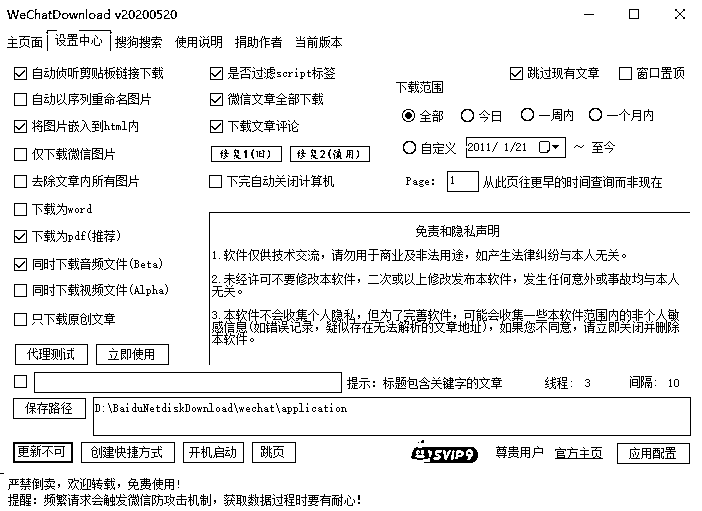 WeChatDownload v20200520
主页面 设置中心 搜狗搜索 使用说明 捐助作者 当前版本
自动侦听剪贴板链接下载 是否过滤script标签 跳过现有文章 窗口置顶
下载范围
自动以序列重命名图片 微信文章全部下载
全部 今日 一周内 一个月内
将图片嵌入到html内 下载文章评论
仅下载微信图片 修复1(旧) 修复2(慎用) 自定义 2011/ 1/21 ~ 至今
去除文章内所有图片 下完自动关闭计算机 Page: 1 从此页往更早的时间查询而非现在
下载为word
下载为pdf(推荐)
同时下载音频文件(Beta)
同时下载视频文件(Alpha)
只下载原创文章
免责和隐私声明
1.软件仅供技术交流，请勿用于商业及非法用途，如产生法律纠纷与本人无关。
2.未经许可不要修改本软件，二次或以上修改发布本软件，发生任何意外或事故均与本人
无关。
3.本软件不会收集个人隐私，但为了完善软件，可能会收集一些本软件范围内的非个人敏
感信息(如错误记录，疑似存在无法解析的文章地址)，如果您不同意，请立即关闭并删除
本软件。
代理测试 立即使用
提示: 标题包含关键字的文章 线程: 3 间隔: 10
保存路径 D:\BaiduNetdiskDownload\wechat\application
更新不可 创建快捷方式 开机启动 跳页 SVIP9 尊贵用户 官方主页 应用配置
严禁倒卖，欢迎转载，免费使用!
提醒: 频繁请求会触发微信防攻击机制，获取数据过程时要有耐心!